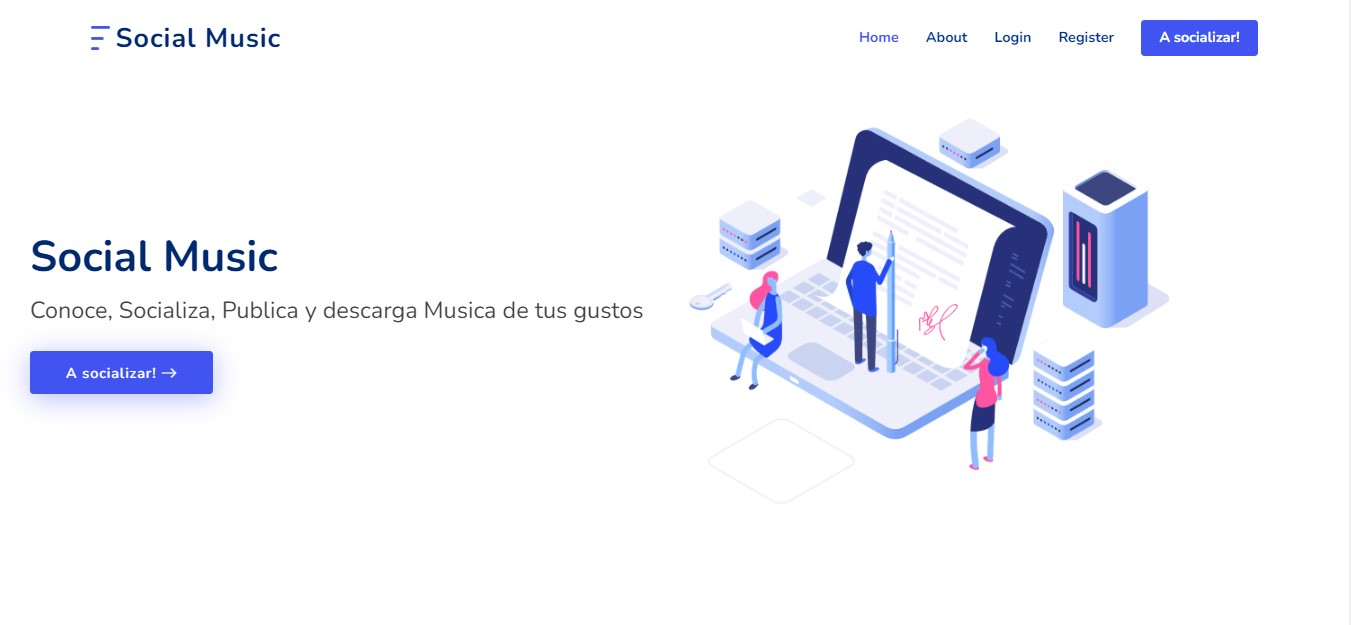 Social Music
Home About Login Register A socializar!
Social Music
Conoce, Socializa, Publica y descarga Musica de tus gustos
A socializar! →